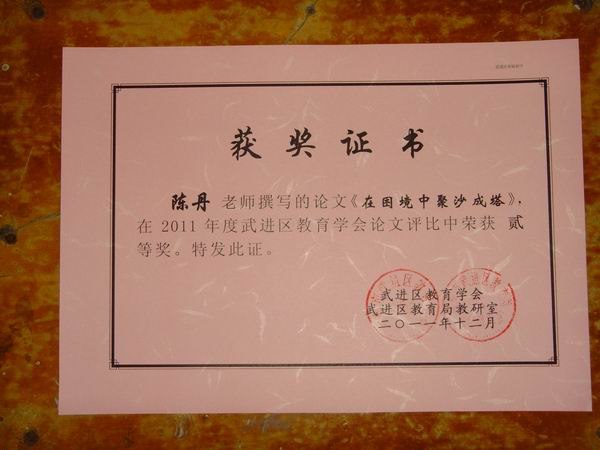 获奖证书
陈丹 老师撰写的论文《在困境中聚沙成塔》,
在 2011 年度武进区教育学会论文评比中荣获 贰
等奖。特发此证。
武进区教育学会
武进区教育局教研室
二〇一一年十二月